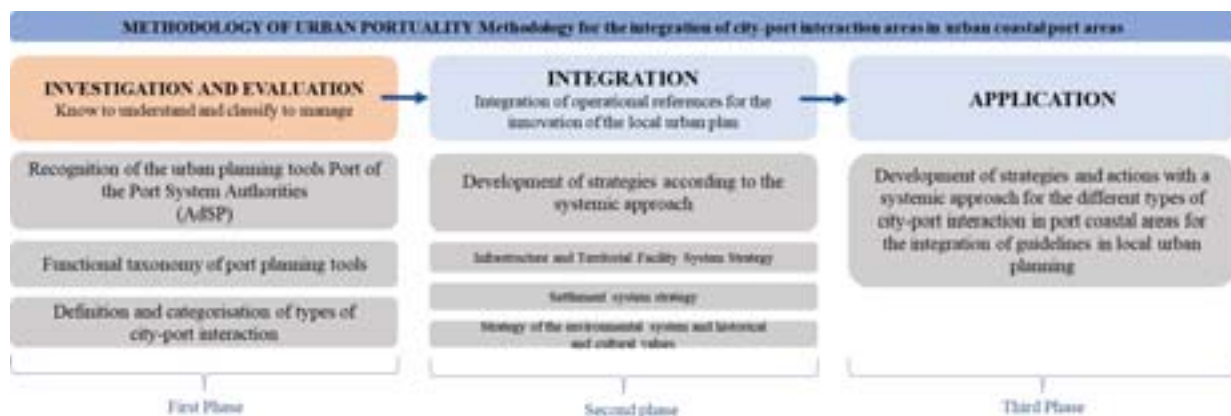 METHODOLOGY OF URBAN PORTUALITY Methodology for the integration of city-port interaction areas in urban coastal port areas
INVESTIGATION AND EVALUATION
Know to understand and classify to manage
Recognition of the urban planning tools Port of
the Port System Authorities
(AdSP)
Functional taxonomy of port planning tools
Definition and categorisation of types of
city-port interaction
First Phase
INTEGRATION
Integration of operational references for the
innovation of the local urban plan
Development of strategies according to the
systemic approach
Infrastructure and Territorial Facility System Strategy
Settlement system strategy
Strategy of the environmental system and historical
and cultural values
Second phase
APPLICATION
Development of strategies and actions with a
systemic approach for the different types of
city-port interaction in port coastal areas for
the integration of guidelines in local urban
planning
Third Phase